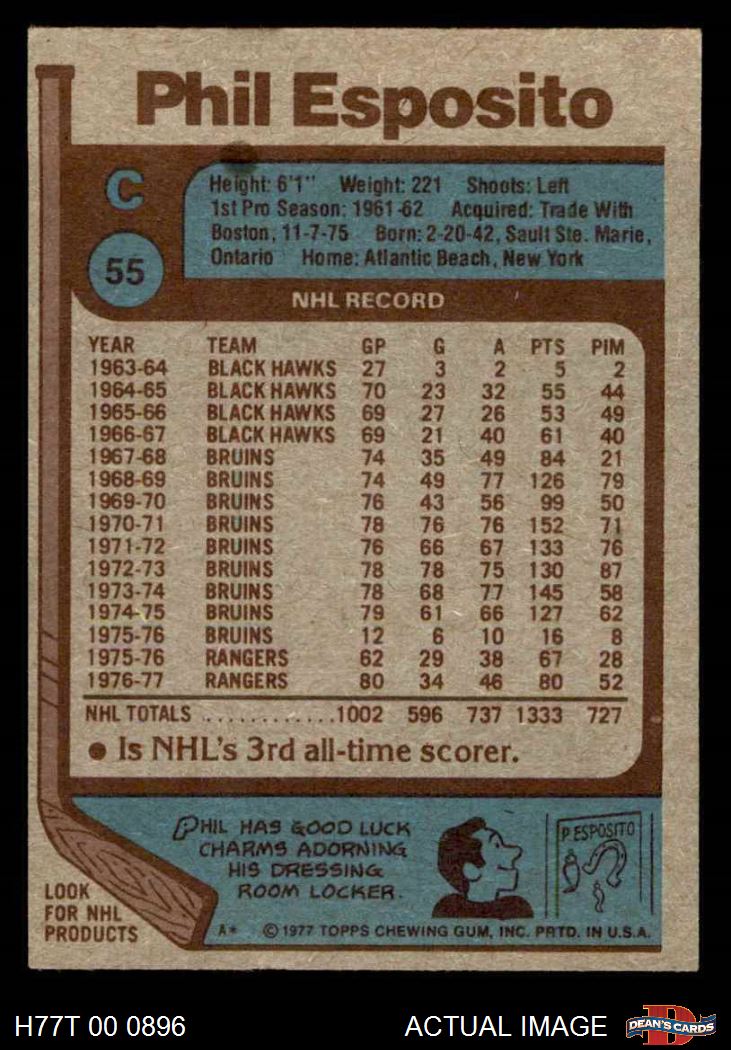 Phil Esposito
C
55
Height: 6'1" Weight: 221 Shoots: Left
1st Pro Season: 1961-62 Acquired: Trade With
Boston, 11-7-75 Born: 2-20-42, Sault Ste. Marie,
Ontario Home: Atlantic Beach, New York
NHL RECORD
YEAR TEAM GP G A PTS PIM
1963-64 BLACK HAWKS 27 3 2 5 2
1964-65 BLACK HAWKS 70 23 32 55 44
1965-66 BLACK HAWKS 69 27 26 53 49
1966-67 BLACK HAWKS 69 21 40 61 40
1967-68 BRUINS 74 35 49 84 21
1968-69 BRUINS 74 49 77 126 79
1969-70 BRUINS 76 43 56 99 50
1970-71 BRUINS 78 76 76 152 71
1971-72 BRUINS 76 66 67 133 76
1972-73 BRUINS 78 78 75 130 87
1973-74 BRUINS 78 68 77 145 58
1974-75 BRUINS 79 61 66 127 62
1975-76 BRUINS 12 6 10 16 8
1975-76 RANGERS 62 29 38 67 28
1976-77 RANGERS 80 34 46 80 52
NHL TOTALS ............1002 596 737 1333 727
● Is NHL's 3rd all-time scorer.
PHIL HAS GOOD LUCK
CHARMS ADORNING
HIS DRESSING
ROOM LOCKER.
P. ESPOSITO
LOOK
FOR NHL
PRODUCTS
A* © 1977 TOPPS CHEWING GUM, INC. PRTD. IN U.S.A.
H77T 00 0896 ACTUAL IMAGE
D
DEAN'S CARDS